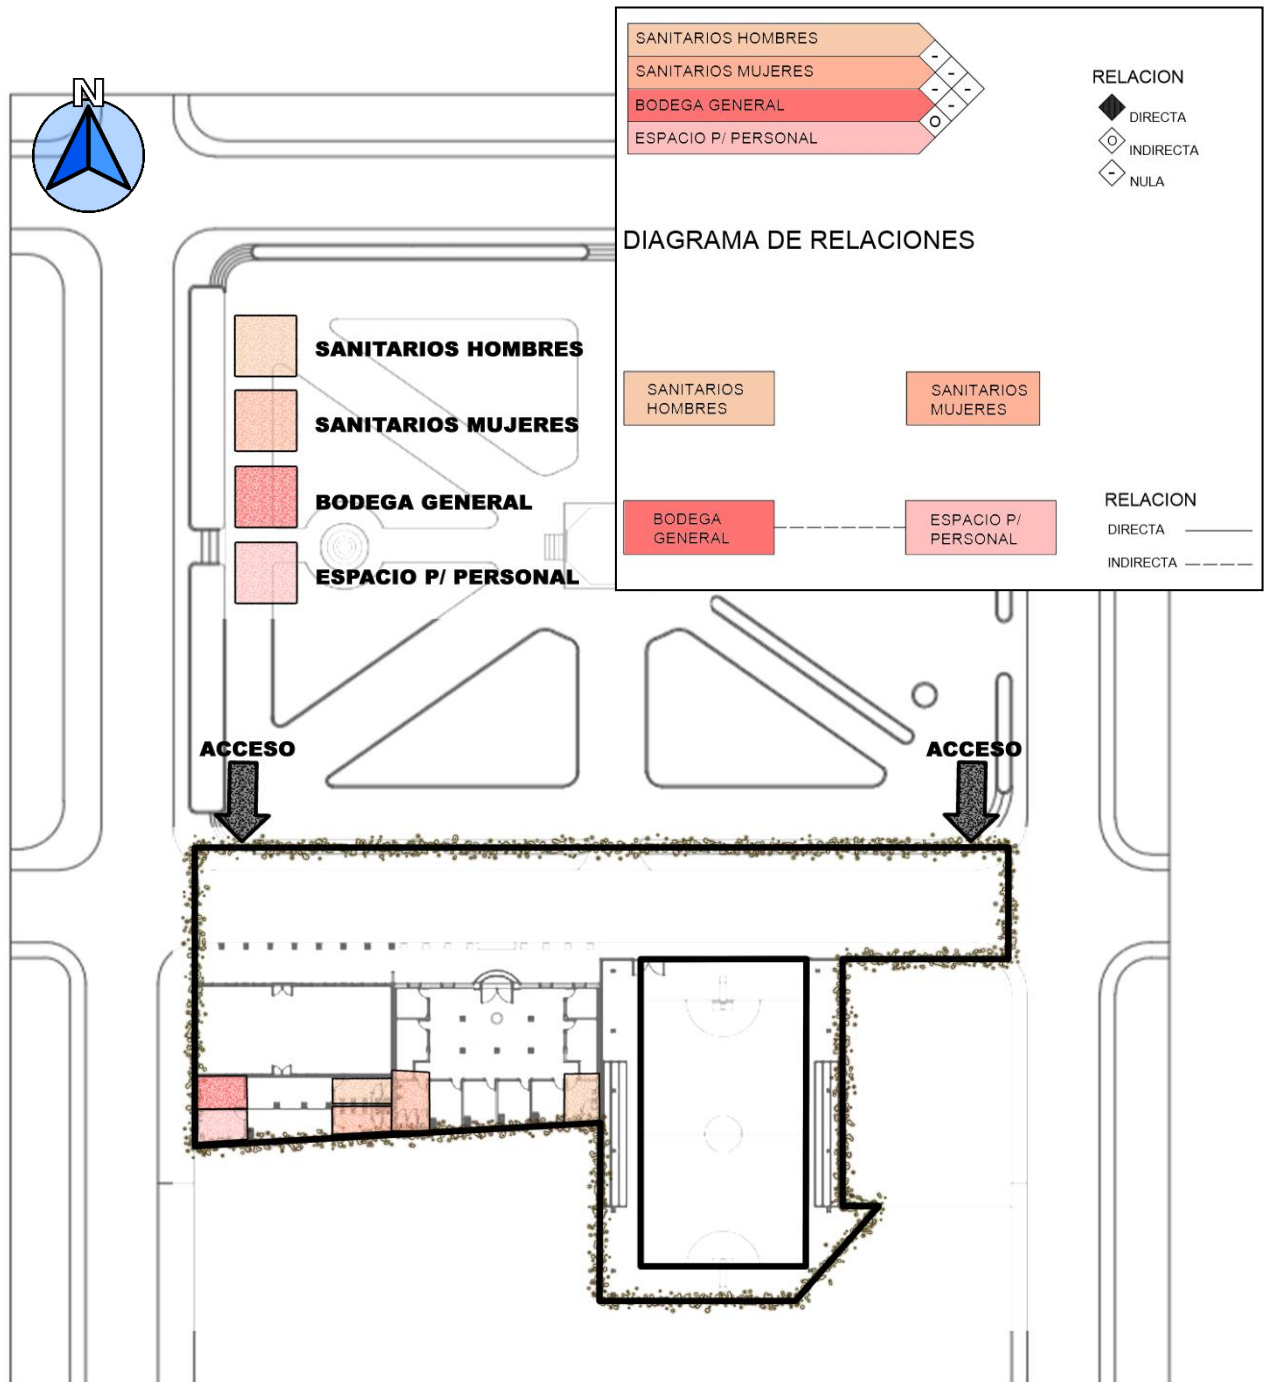 N
SANITARIOS HOMBRES
SANITARIOS MUJERES
BODEGA GENERAL
ESPACIO P/ PERSONAL
RELACION
DIRECTA
INDIRECTA
NULA
DIAGRAMA DE RELACIONES
SANITARIOS
HOMBRES
SANITARIOS
MUJERES
BODEGA
GENERAL
ESPACIO P/
PERSONAL
RELACION
DIRECTA
INDIRECTA
SANITARIOS HOMBRES
SANITARIOS MUJERES
BODEGA GENERAL
ESPACIO P/ PERSONAL
ACCESO
ACCESO